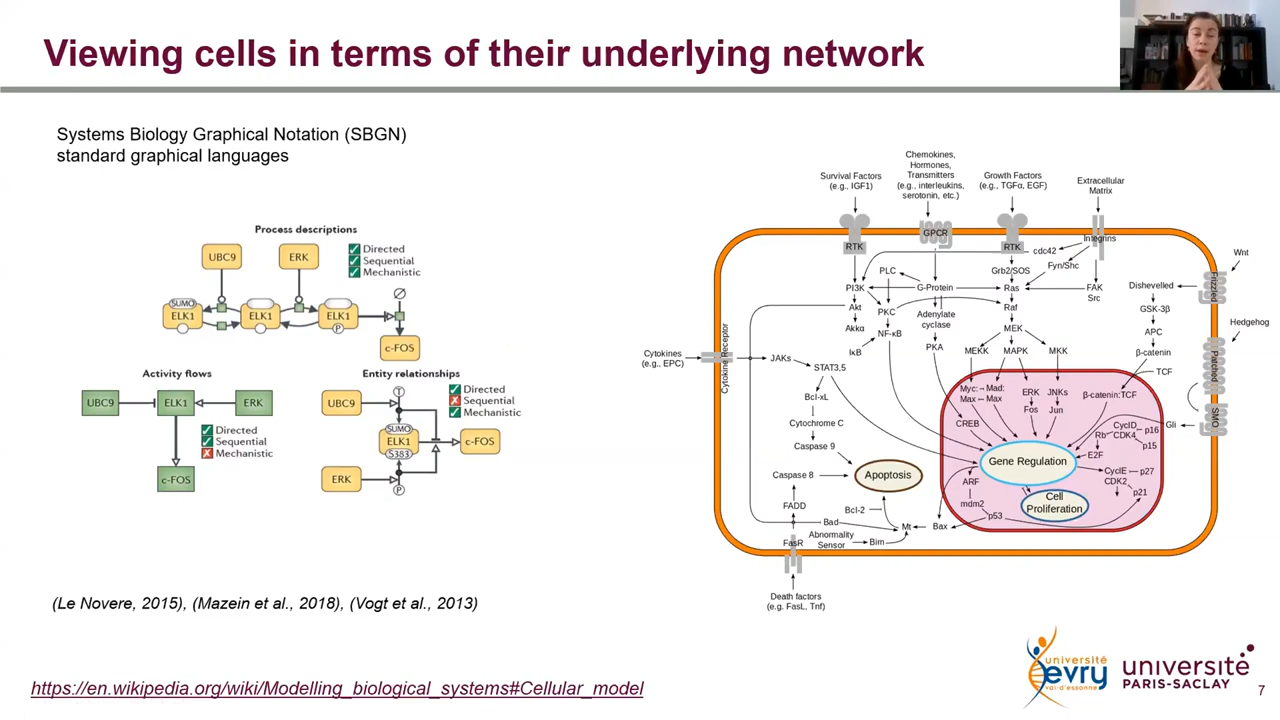 Viewing cells in terms of their underlying network
Systems Biology Graphical Notation (SBGN)
standard graphical languages
Process descriptions
UBC9
ERK
Directed
Sequential
Mechanistic
SUMO
ELK1
ELK1
ELK1
P
∅
c-FOS
Activity flows
UBC9
ELK1
ERK
Directed
Sequential
Mechanistic
c-FOS
Entity relationships
Directed
Sequential
Mechanistic
UBC9
T
SUMO
ELK1
S383
c-FOS
ERK
P
(Le Novere, 2015), (Mazein et al., 2018), (Vogt et al., 2013)
https://en.wikipedia.org/wiki/Modelling_biological_systems#Cellular_model
Survival Factors
(e.g., IGF1)
Chemokines,
Hormones,
Transmitters
(e.g., interleukins,
serotonin, etc.)
Growth Factors
(e.g., TGFα, EGF)
Extracellular
Matrix
RTK
GPCR
RTK
Integrins
cdc42
Wnt
Frizzled
Hedgehog
Patched
SMO
PLC
Grb2/SOS
Fyn/Shc
PI3K
G-Protein
Ras
FAK
Src
Dishevelled
Akt
PKC
Adenylate
cyclase
Raf
GSK-3β
Akkα
NF-κB
MEK
APC
IκB
PKA
MEKK
MAPK
MKK
β-catenin
TCF
Cytokines
(e.g., EPC)
Cytokine Receptor
JAKs
STAT3,5
Bcl-xL
Cytochrome C
Caspase 9
Caspase 8
Apoptosis
FADD
Bcl-2
Bad
Abnormality
Sensor
Bim
Mt
Bax
FasR
Death factors
(e.g. FasL, Tnf)
Myc:
Max
Mad:
Max
ERK
Fos
JNKs
Jun
β-catenin:TCF
CREB
Gene Regulation
CycID
CDK4
p16
p15
Rb
E2F
Gli
CyclE
CDK2
p27
p21
ARF
mdm2
p53
Cell
Proliferation
université
evry
val-d'essonne
université
PARIS-SACLAY
7